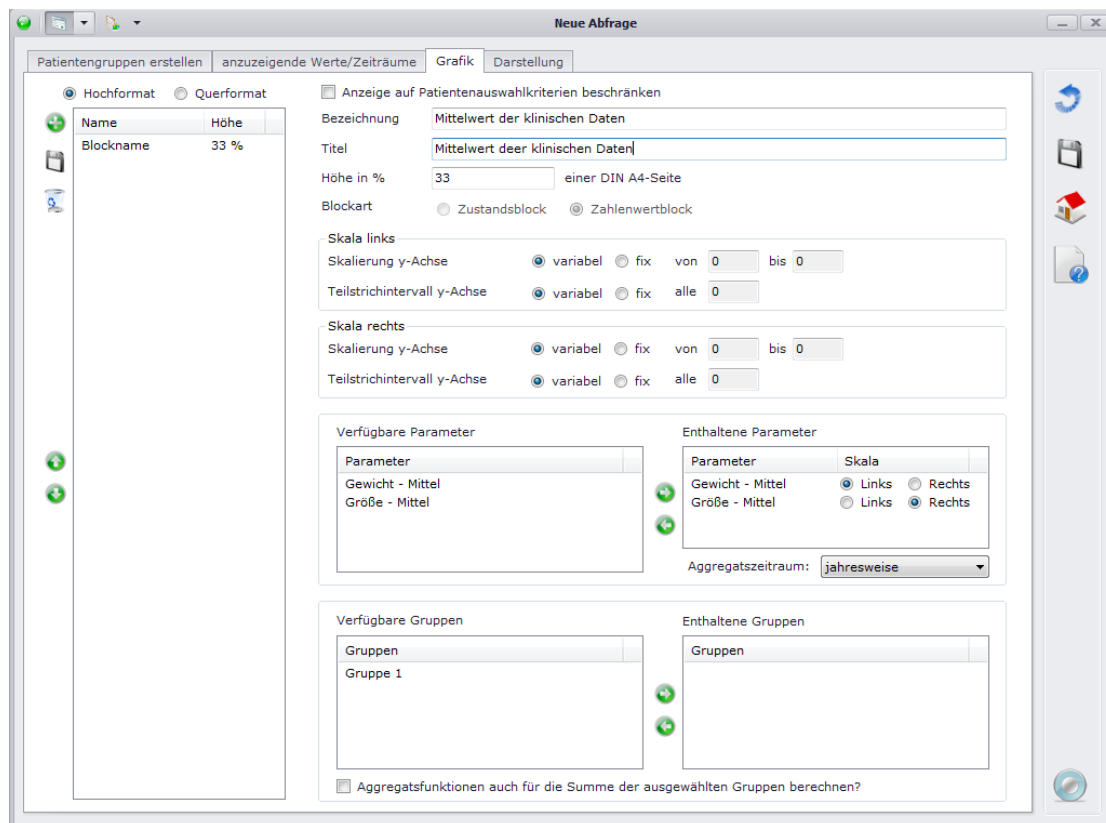 Neue Abfrage
Patientengruppen erstellen anzuzeigende Werte/Zeiträume Grafik Darstellung
Hochformat Querformat
Name Höhe
Blockname 33 %
Anzeige auf Patientenauswahlkriterien beschränken
Bezeichnung Mittelwert der klinischen Daten
Titel Mittelwert deer klinischen Daten
Höhe in % 33 einer DIN A4-Seite
Blockart Zustandsblock Zahlenwertblock
Skala links
Skalierung y-Achse variabel fix von 0 bis 0
Teilstrichintervall y-Achse variabel fix alle 0
Skala rechts
Skalierung y-Achse variabel fix von 0 bis 0
Teilstrichintervall y-Achse variabel fix alle 0
Verfügbare Parameter
Parameter
Gewicht - Mittel
Größe - Mittel
Enthaltene Parameter
Parameter Skala
Gewicht - Mittel Links Rechts
Größe - Mittel Links Rechts
Aggregatszeitraum: jahresweise
Verfügbare Gruppen
Gruppen
Gruppe 1
Enthaltene Gruppen
Gruppen
Aggregatsfunktionen auch für die Summe der ausgewählten Gruppen berechnen?